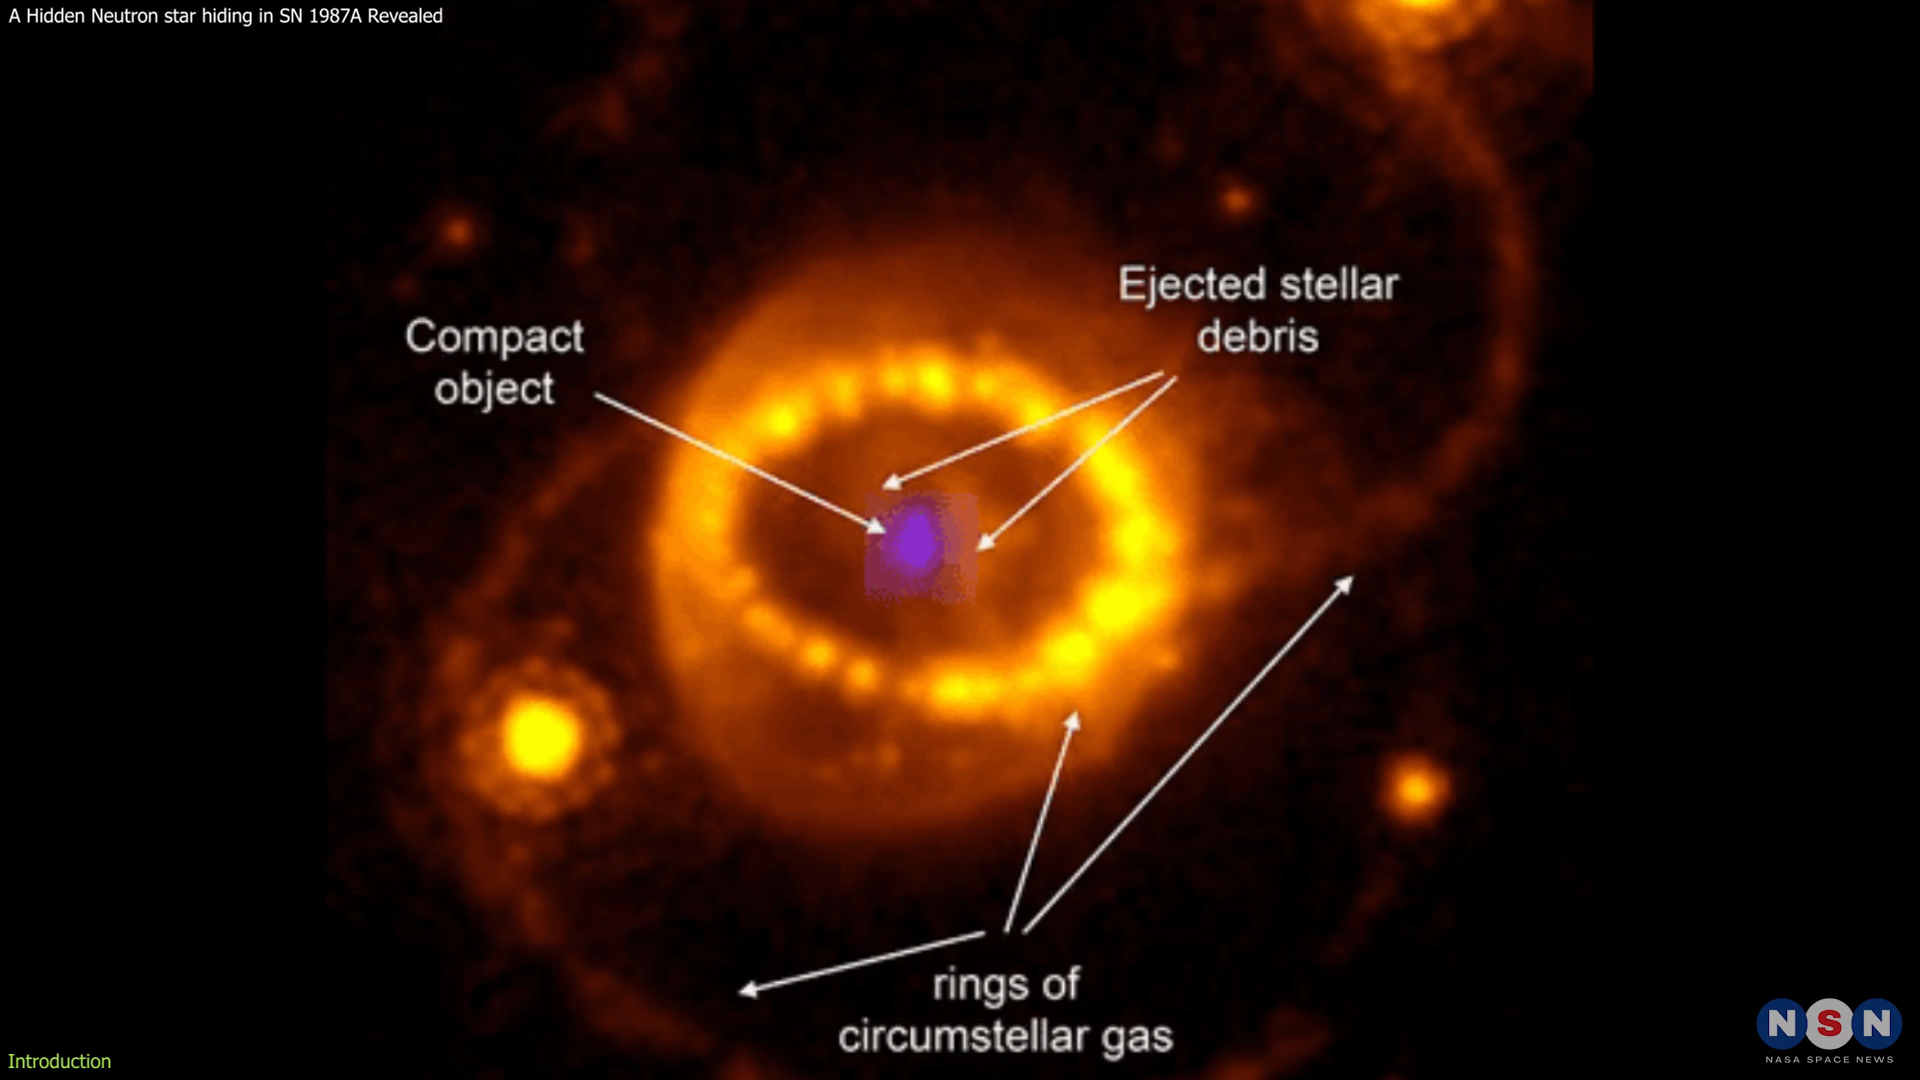 A Hidden Neutron star hiding in SN 1987A Revealed
Ejected stellar
debris
Compact
object
rings of
circumstellar gas
NSN
NASA SPACE NEWS
Introduction